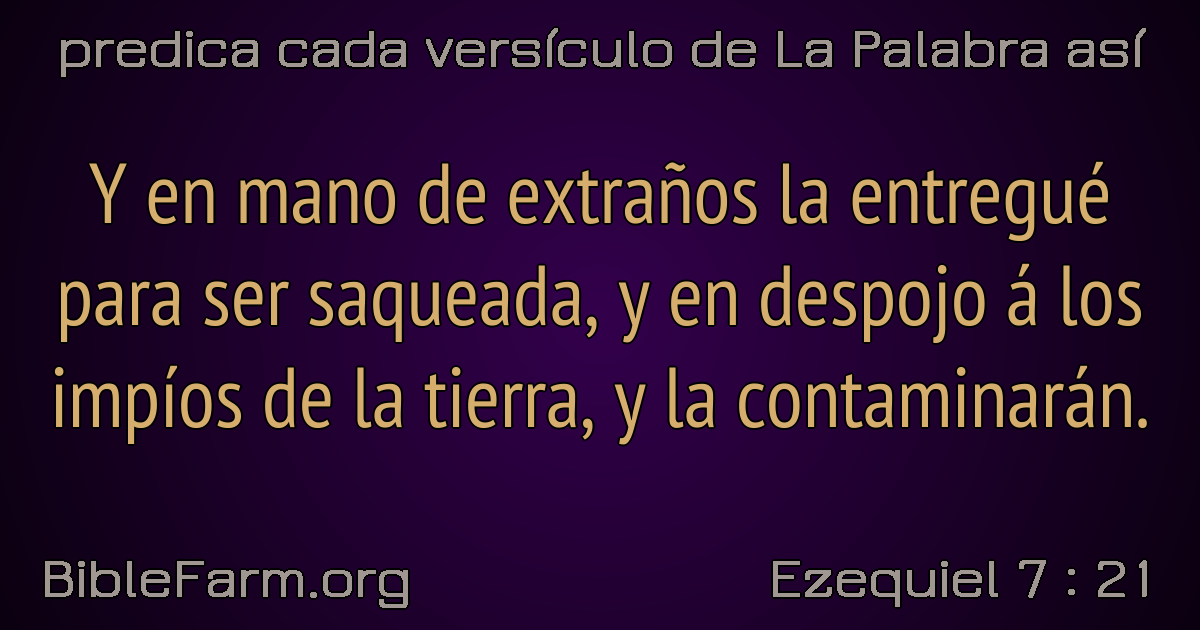 predica cada versículo de La Palabra así
Y en mano de extraños la entregué
para ser saqueada, y en despojo á los
impíos de la tierra, y la contaminarán.
BibleFarm.org
Ezequiel 7 : 21